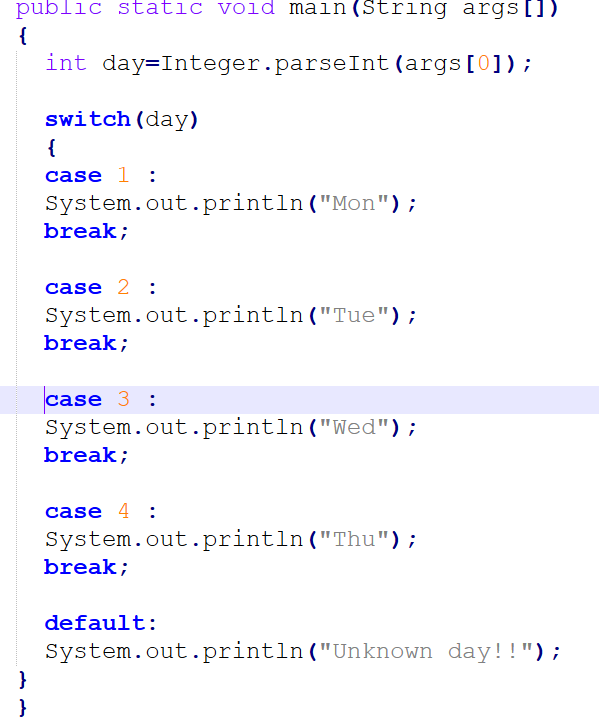 public static void main(String args[])
{
int day=Integer.parseInt(args[0]);
switch(day)
{
case 1 :
System.out.println("Mon");
break;
case 2 :
System.out.println("Tue");
break;
case 3 :
System.out.println("Wed");
break;
case 4 :
System.out.println("Thu");
break;
default:
System.out.println("Unknown day!!");
}
}